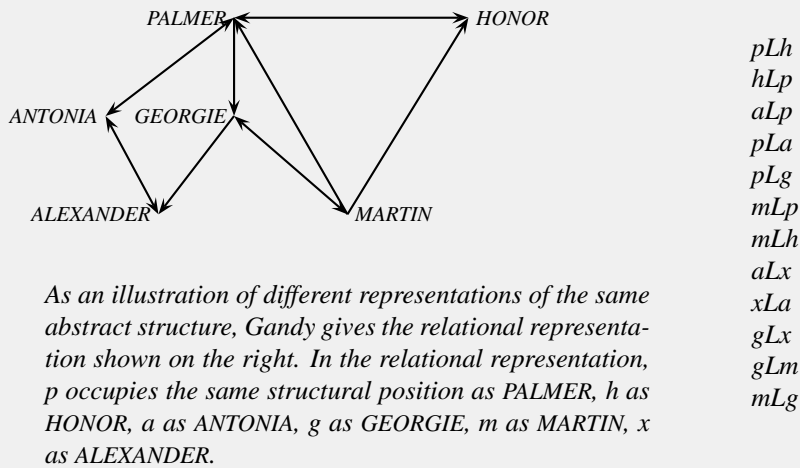 PALMER HONOR
ANTONIA GEORGIE
ALEXANDER MARTIN
As an illustration of different representations of the same
abstract structure, Gandy gives the relational representa-
tion shown on the right. In the relational representation,
p occupies the same structural position as PALMER, h as
HONOR, a as ANTONIA, g as GEORGIE, m as MARTIN, x
as ALEXANDER.
pLh
hLp
aLp
pLa
pLg
mLp
mLh
aLx
xLa
gLx
gLm
mLg